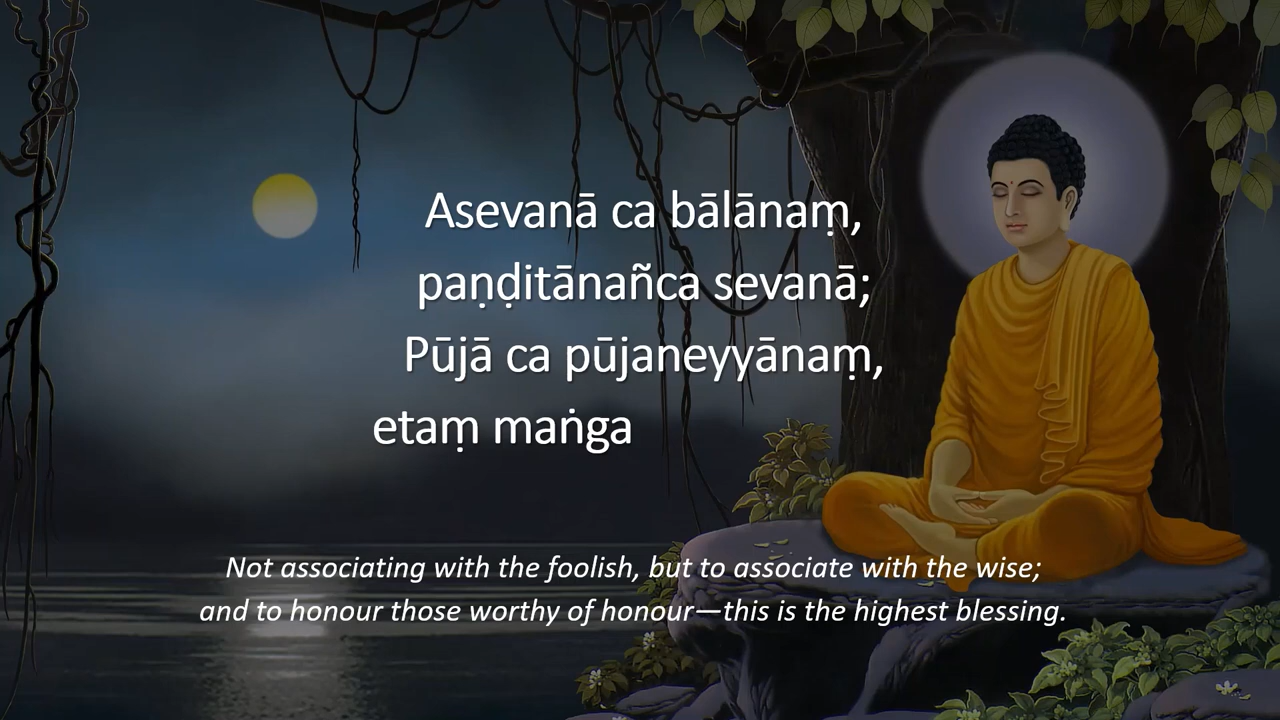 Asevanā ca bālānaṃ,
paṇḍitānañca sevanā;
Pūjā ca pūjaneyyānaṃ,
etaṃ maṅga
Not associating with the foolish, but to associate with the wise;
and to honour those worthy of honour—this is the highest blessing.